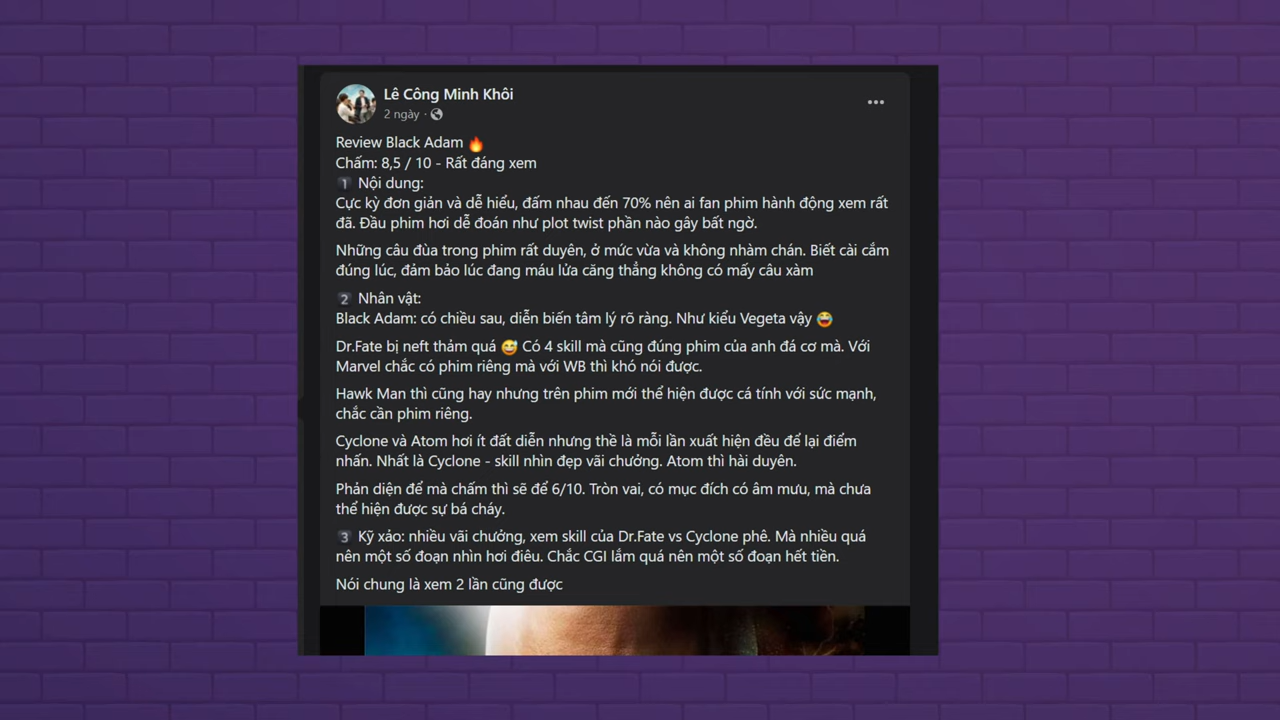 Lê Công Minh Khôi
2 ngày ·
Review Black Adam 🔥
Chấm: 8,5 / 10 - Rất đáng xem
1 Nội dung:
Cực kỳ đơn giản và dễ hiểu, đấm nhau đến 70% nên ai fan phim hành động xem rất
đã. Đầu phim hơi dễ đoán như plot twist phần nào gây bất ngờ.
Những câu đùa trong phim rất duyên, ở mức vừa và không nhàm chán. Biết cài cắm
đúng lúc, đảm bảo lúc đang máu lửa căng thẳng không có mấy câu xàm
2 Nhân vật:
Black Adam: có chiều sau, diễn biến tâm lý rõ ràng. Như kiểu Vegeta vậy 😂
Dr.Fate bị neft thảm quá 😅 Có 4 skill mà cũng đúng phim của anh đá cơ mà. Với
Marvel chắc có phim riêng mà với WB thì khó nói được.
Hawk Man thì cũng hay nhưng trên phim mới thể hiện được cá tính với sức mạnh,
chắc cần phim riêng.
Cyclone và Atom hơi ít đất diễn nhưng thề là mỗi lần xuất hiện đều để lại điểm
nhấn. Nhất là Cyclone - skill nhìn đẹp vãi chưởng. Atom thì hài duyên.
Phản diện để mà chấm thì sẽ để 6/10. Tròn vai, có mục đích có âm mưu, mà chưa
thể hiện được sự bá cháy.
3 Kỹ xảo: nhiều vãi chưởng, xem skill của Dr.Fate vs Cyclone phê. Mà nhiều quá
nên một số đoạn nhìn hơi điêu. Chắc CGI lắm quá nên một số đoạn hết tiền.
Nói chung là xem 2 lần cũng được